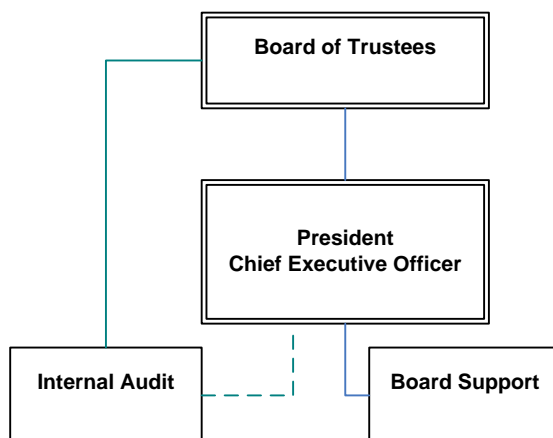 Board of Trustees
President
Chief Executive Officer
Internal Audit
Board Support